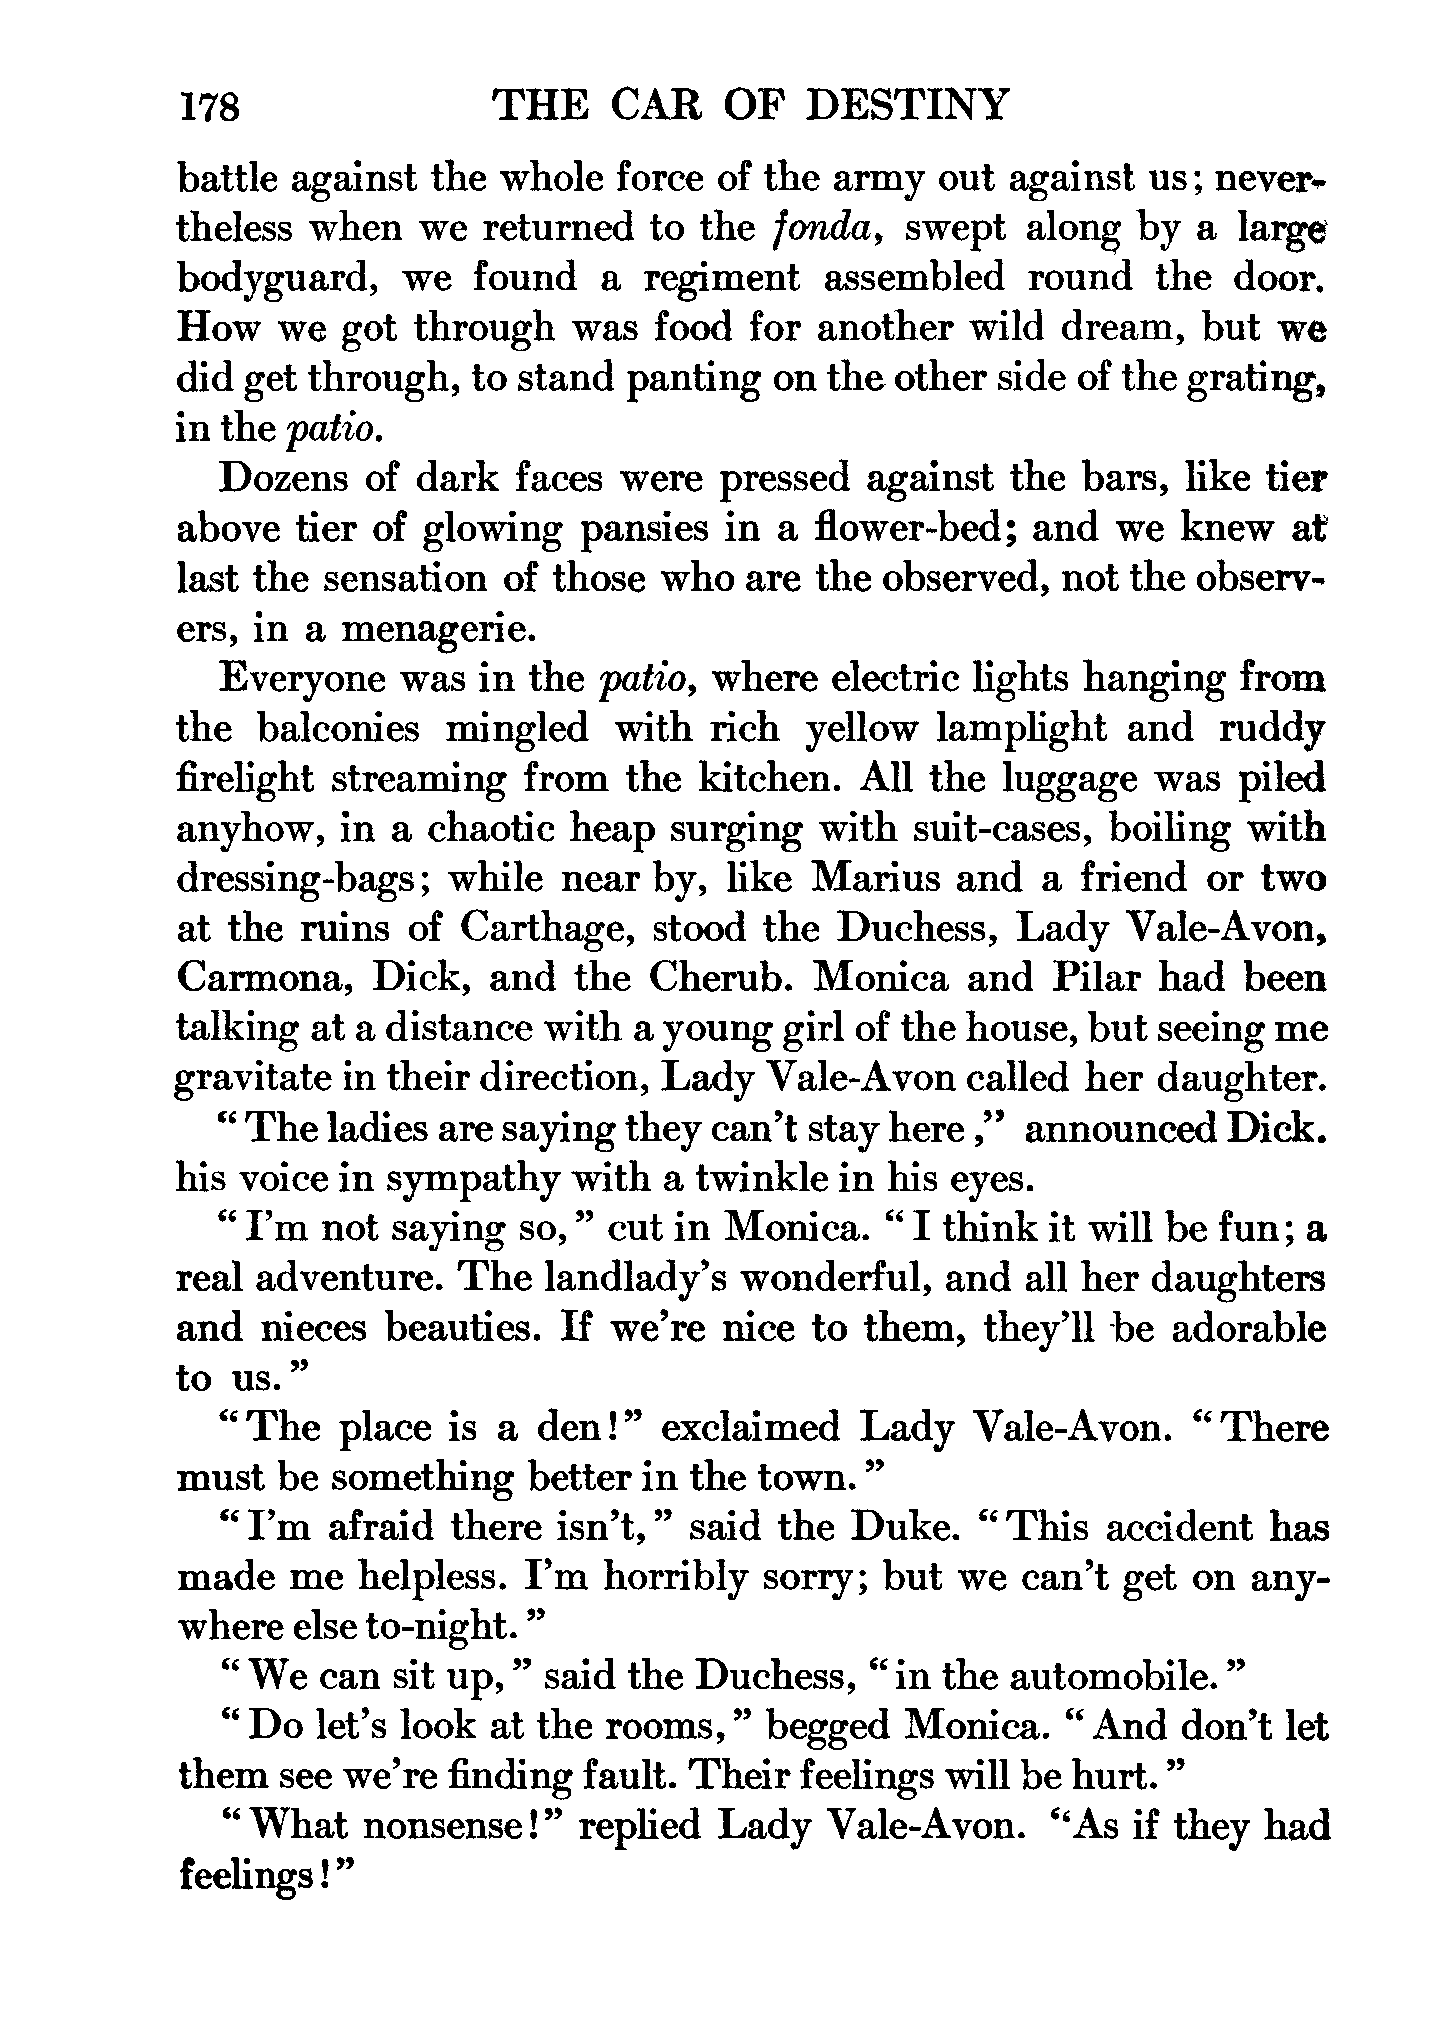 178 THE CAR OF DESTINY
battle against the whole force of the army out against us; never-
theless when we returned to the fonda, swept along by a large
bodyguard, we found a regiment assembled round the door.
How we got through was food for another wild dream, but we
did get through, to stand panting on the other side of the grating,
in the patio.
Dozens of dark faces were pressed against the bars, like tier
above tier of glowing pansies in a flower-bed; and we knew at
last the sensation of those who are the observed, not the observ-
ers, in a menagerie.
Everyone was in the patio, where electric lights hanging from
the balconies mingled with rich yellow lamplight and ruddy
firelight streaming from the kitchen. All the luggage was piled
anyhow, in a chaotic heap surging with suit-cases, boiling with
dressing-bags; while near by, like Marius and a friend or two
at the ruins of Carthage, stood the Duchess, Lady Vale-Avon,
Carmona, Dick, and the Cherub. Monica and Pilar had been
talking at a distance with a young girl of the house, but seeing me
gravitate in their direction, Lady Vale-Avon called her daughter.
“The ladies are saying they can’t stay here,” announced Dick.
his voice in sympathy with a twinkle in his eyes.
“I’m not saying so,” cut in Monica. “I think it will be fun; a
real adventure. The landlady’s wonderful, and all her daughters
and nieces beauties. If we’re nice to them, they’ll be adorable
to us.”
“The place is a den!” exclaimed Lady Vale-Avon. “There
must be something better in the town.”
“I’m afraid there isn’t,” said the Duke. “This accident has
made me helpless. I’m horribly sorry; but we can’t get on any-
where else to-night.”
“We can sit up,” said the Duchess, “in the automobile.”
“Do let’s look at the rooms,” begged Monica. “And don’t let
them see we’re finding fault. Their feelings will be hurt.”
“What nonsense!” replied Lady Vale-Avon. “As if they had
feelings!”